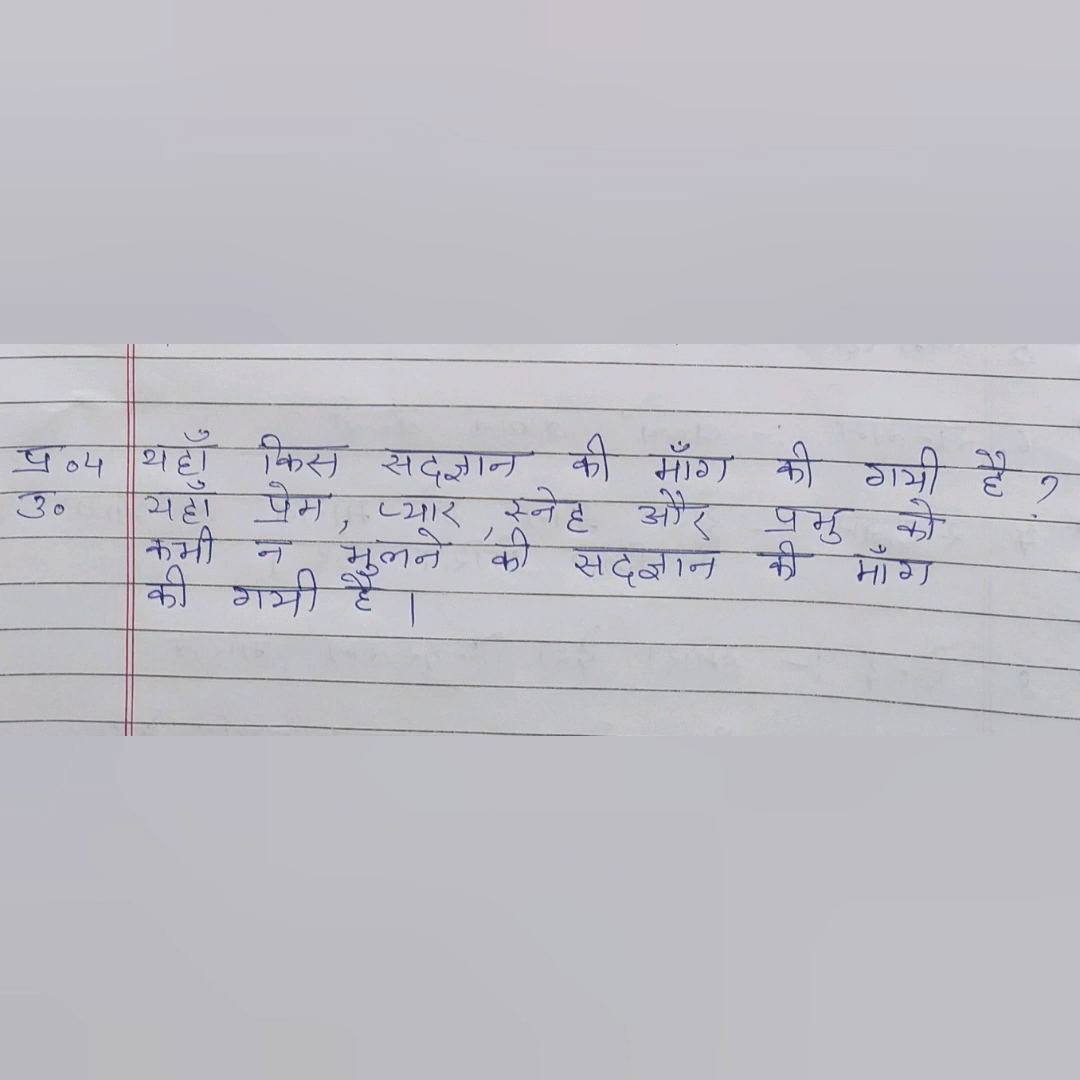 प्र०4 यहाँ किस सदज्ञान की माँग की गयी है ?
उ० यहाँ प्रेम, प्यार, स्नेह और प्रभु को
कभी न भुलने की सदज्ञान की माँग
की गयी है ।